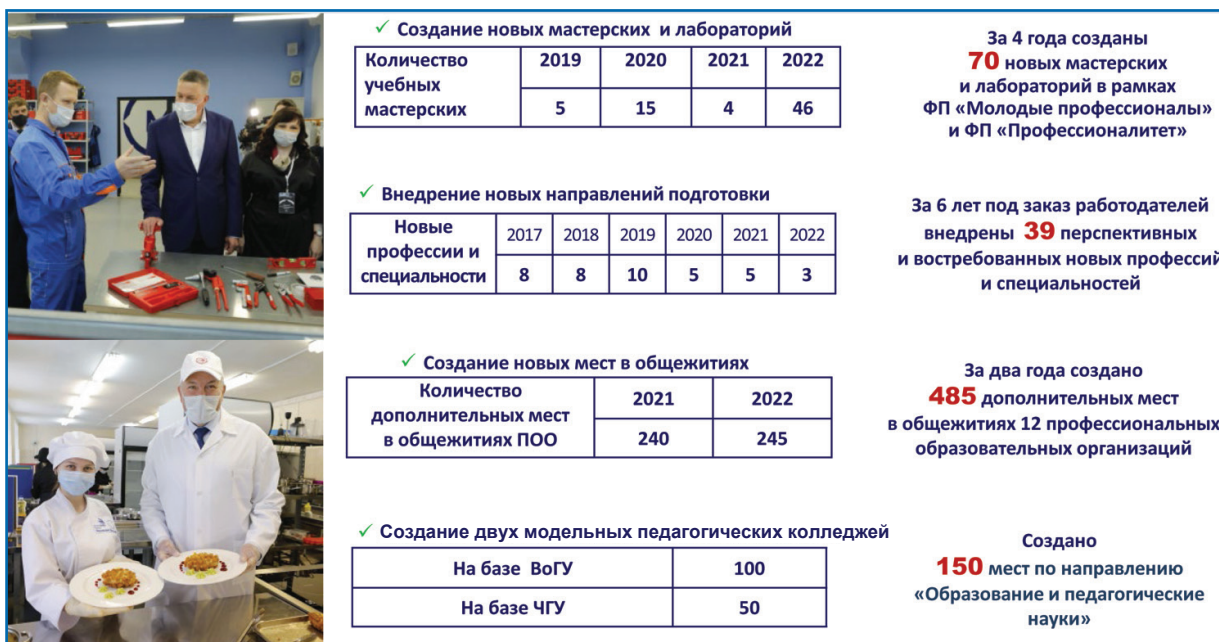 ✓ Создание новых мастерских и лабораторий
Количество учебных мастерских 2019 2020 2021 2022
5 15 4 46
За 4 года созданы
70 новых мастерских
и лабораторий в рамках
ФП «Молодые профессионалы»
и ФП «Профессионалитет»
✓ Внедрение новых направлений подготовки
Новые профессии и специальности 2017 2018 2019 2020 2021 2022
8 8 10 5 5 3
За 6 лет под заказ работодателей
внедрены 39 перспективных
и востребованных новых профессий
и специальностей
✓ Создание новых мест в общежитиях
Количество дополнительных мест в общежитиях ПОО 2021 2022
240 245
За два года создано
485 дополнительных мест
в общежитиях 12 профессиональных
образовательных организаций
✓ Создание двух модельных педагогических колледжей
На базе ВоГУ 100
На базе ЧГУ 50
Создано
150 мест по направлению
«Образование и педагогические
науки»